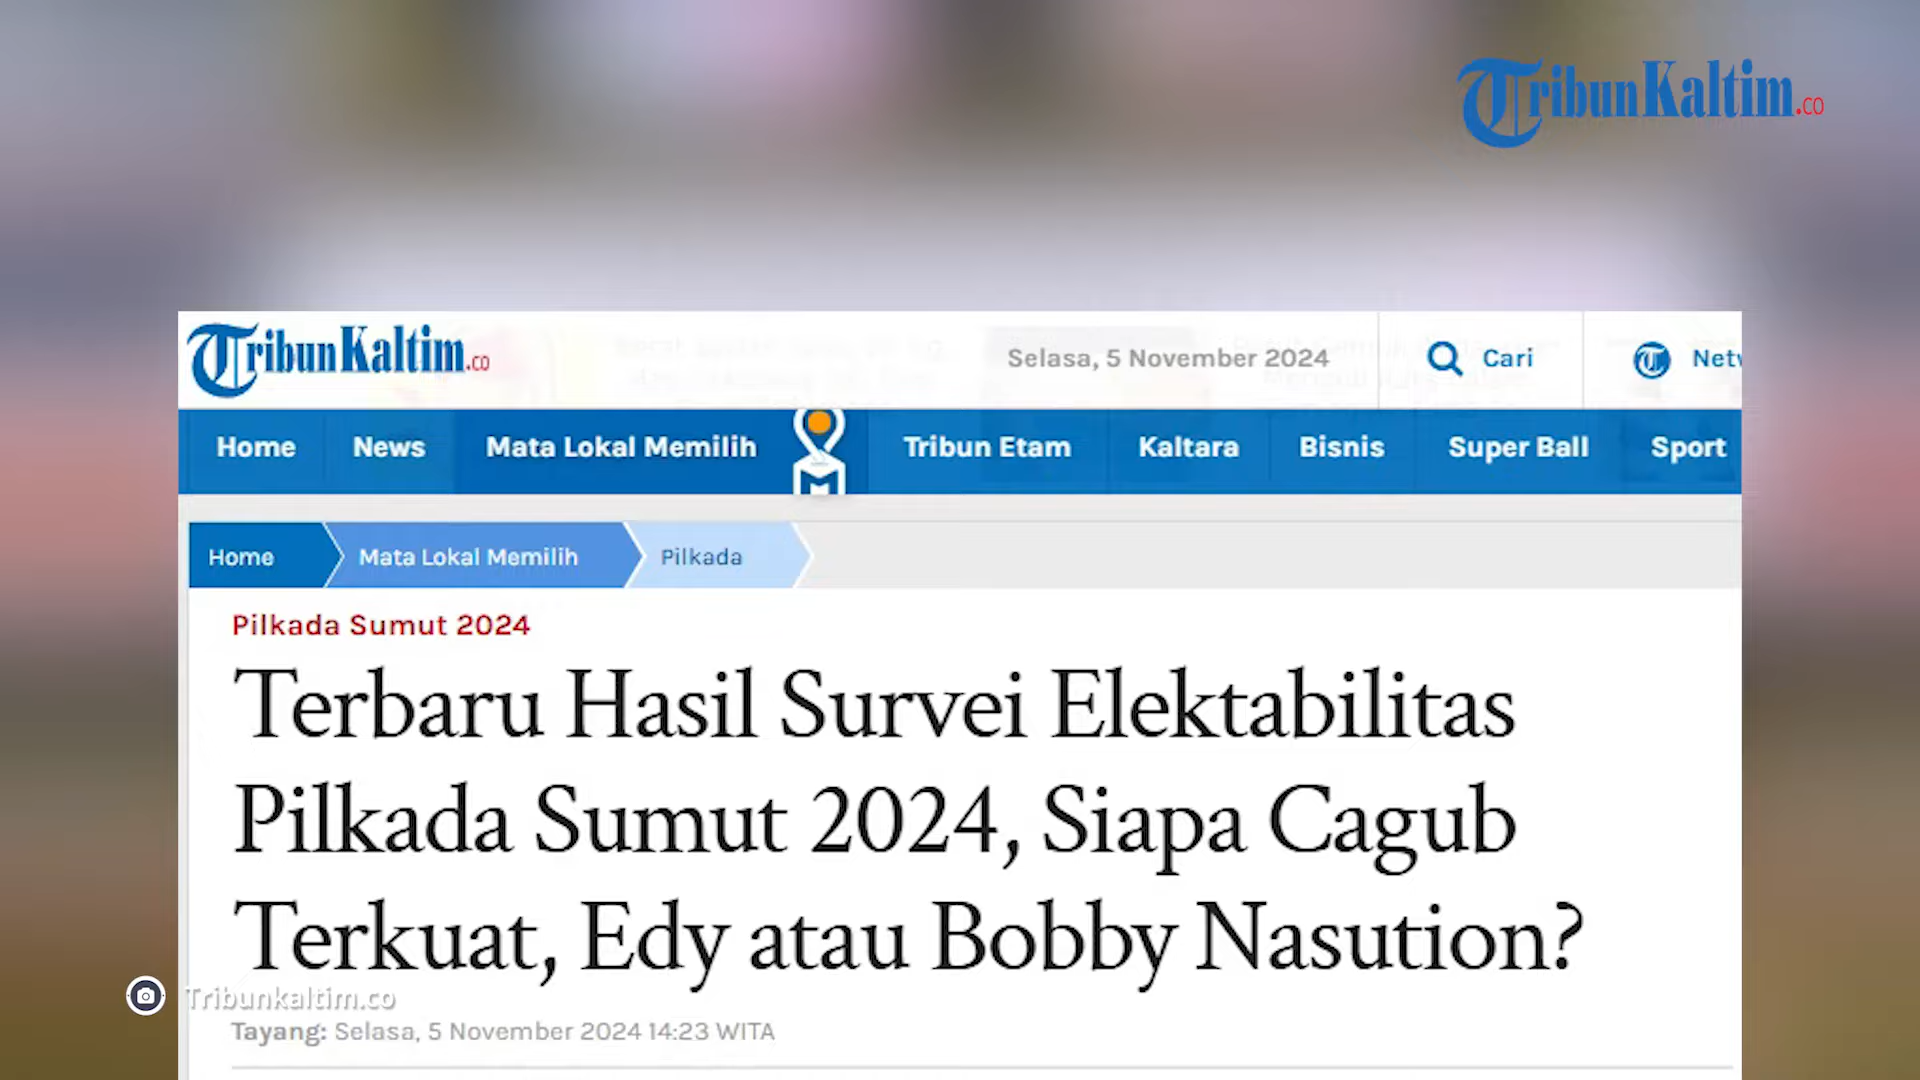 TribunKaltim.co
TribunKaltim.co
Selasa, 5 November 2024
Cari
Home
News
Mata Lokal Memilih
Tribun Etam
Kaltara
Bisnis
Super Ball
Sport
Home
Mata Lokal Memilih
Pilkada
Pilkada Sumut 2024
Terbaru Hasil Survei Elektabilitas
Pilkada Sumut 2024, Siapa Cagub
Terkuat, Edy atau Bobby Nasution?
Tribunkaltim.co
Tayang: Selasa, 5 November 2024 14:23 WITA